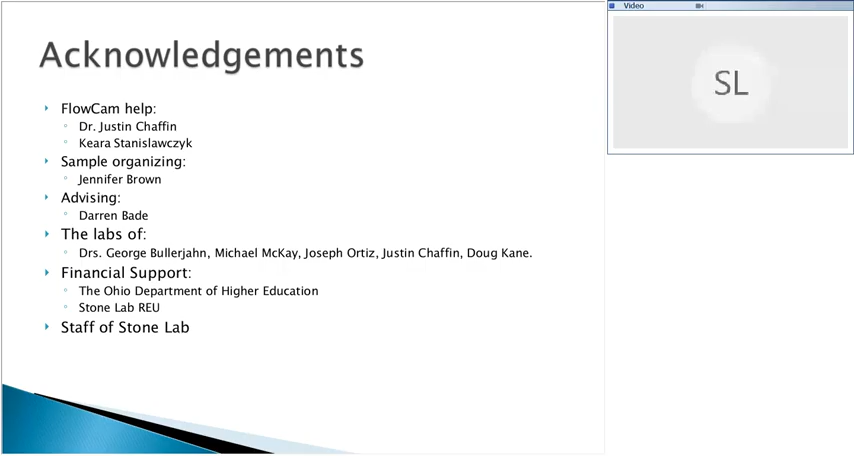 Acknowledgements
FlowCam help:
Dr. Justin Chaffin
Keara Stanislawczyk
Sample organizing:
Jennifer Brown
Advising:
Darren Bade
The labs of:
Drs. George Bullerjahn, Michael McKay, Joseph Ortiz, Justin Chaffin, Doug Kane.
Financial Support:
The Ohio Department of Higher Education
Stone Lab REU
Staff of Stone Lab
Video
SL